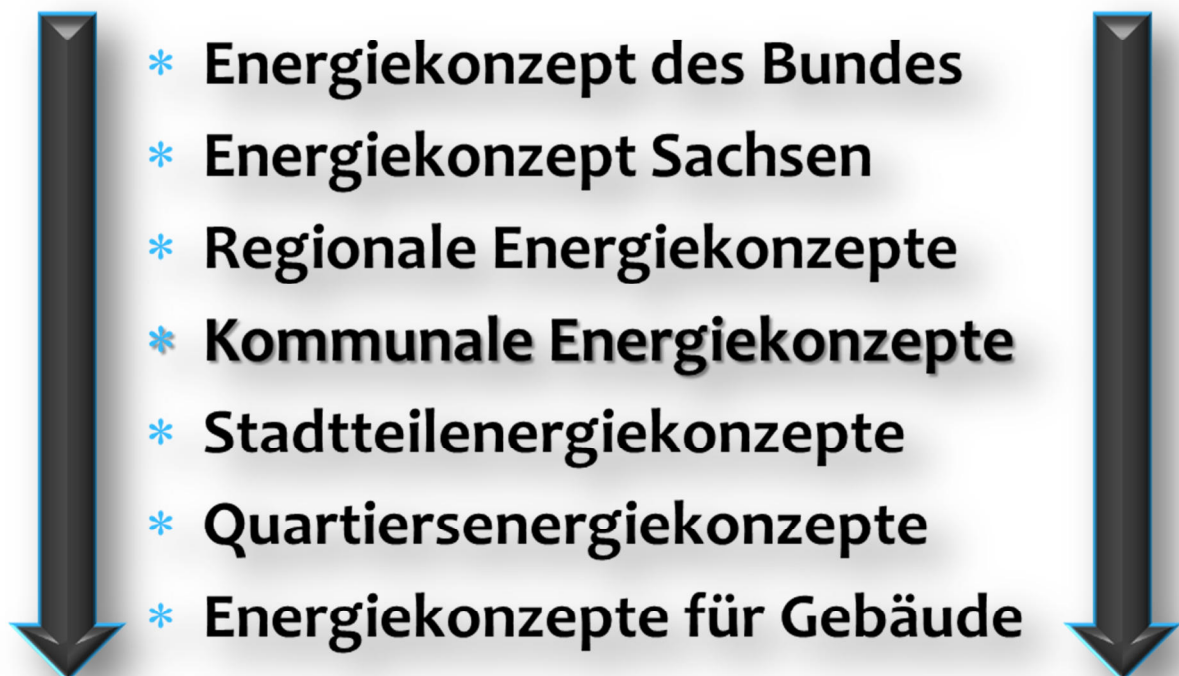 * Energiekonzept des Bundes
* Energiekonzept Sachsen
* Regionale Energiekonzepte
* Kommunale Energiekonzepte
* Stadtteilenergiekonzepte
* Quartiersenergiekonzepte
* Energiekonzepte für Gebäude